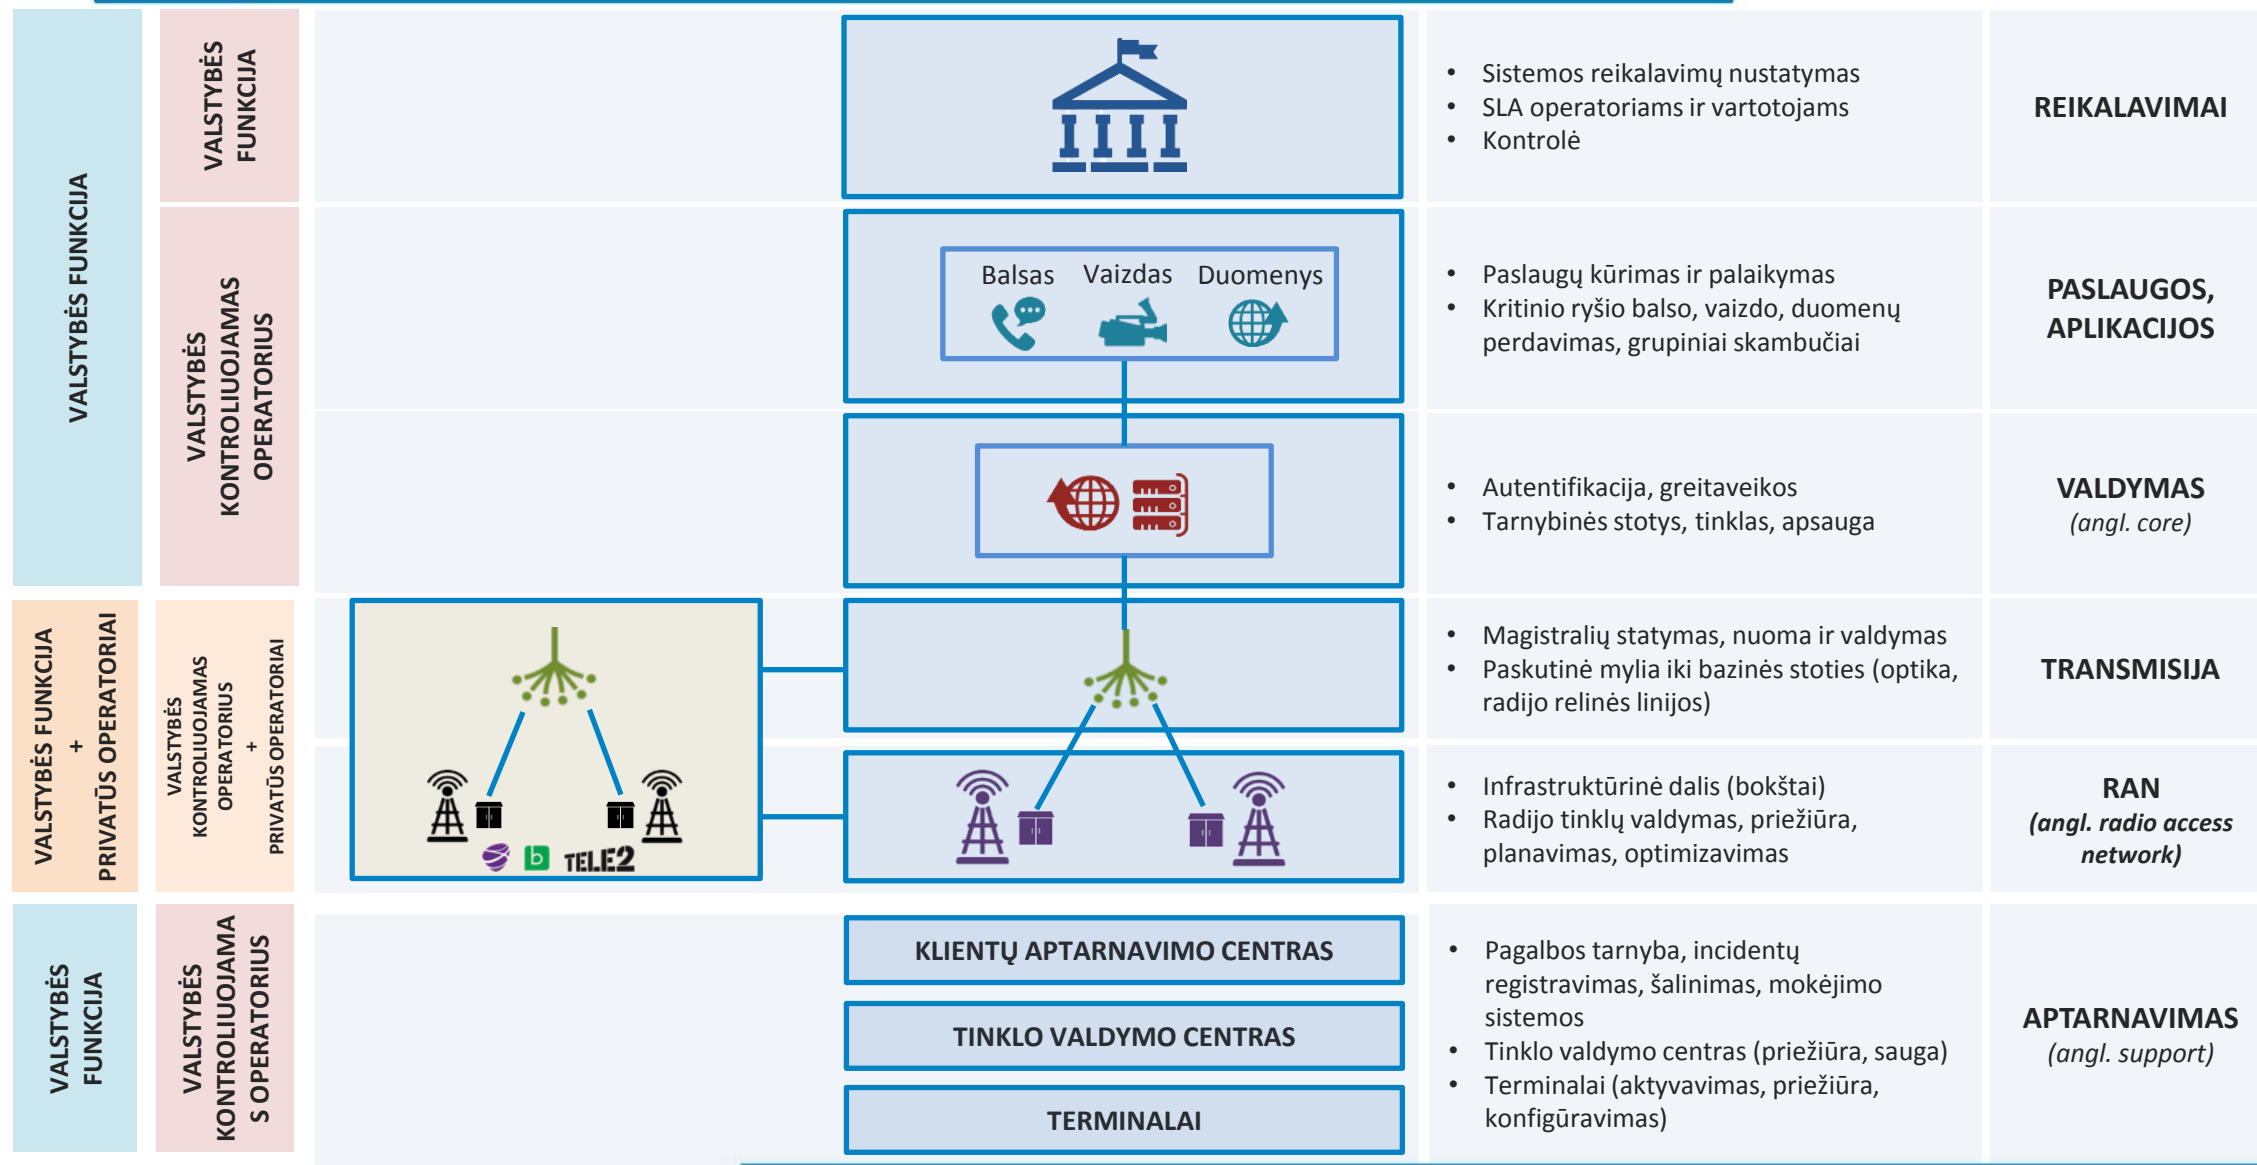 VALSTYBĖS FUNKCIJA
VALSTYBĖS
FUNKCIJA
• Sistemos reikalavimų nustatymas
• SLA operatoriams ir vartotojams
• Kontrolė
REIKALAVIMAI
VALSTYBĖS
KONTROLIUOJAMAS
OPERATORIUS
Balsas Vaizdas Duomenys
• Paslaugų kūrimas ir palaikymas
• Kritinio ryšio balso, vaizdo, duomenų
perdavimas, grupiniai skambučiai
PASLAUGOS,
APLIKACIJOS
• Autentifikacija, greitaveikos
• Tarnybinės stotys, tinklas, apsauga
VALDYMAS
(angl. core)
VALSTYBĖS FUNKCIJA
+
PRIVATŪS OPERATORIAI
VALSTYBĖS
KONTROLIUOJAMAS
OPERATORIUS
+
PRIVATŪS OPERATORIAI
b TELE2
• Magistralių statymas, nuoma ir valdymas
• Paskutinė mylia iki bazinės stoties (optika,
radijo relinės linijos)
TRANSMISIJA
• Infrastruktūrinė dalis (bokštai)
• Radijo tinklų valdymas, priežiūra,
planavimas, optimizavimas
RAN
(angl. radio access
network)
VALSTYBĖS
FUNKCIJA
VALSTYBĖS
KONTROLIUOJAMA
S OPERATORIUS
KLIENTŲ APTARNAVIMO CENTRAS
TINKLO VALDYMO CENTRAS
TERMINALAI
• Pagalbos tarnyba, incidentų
registravimas, šalinimas, mokėjimo
sistemos
• Tinklo valdymo centras (priežiūra, sauga)
• Terminalai (aktyvavimas, priežiūra,
konfigūravimas)
APTARNAVIMAS
(angl. support)